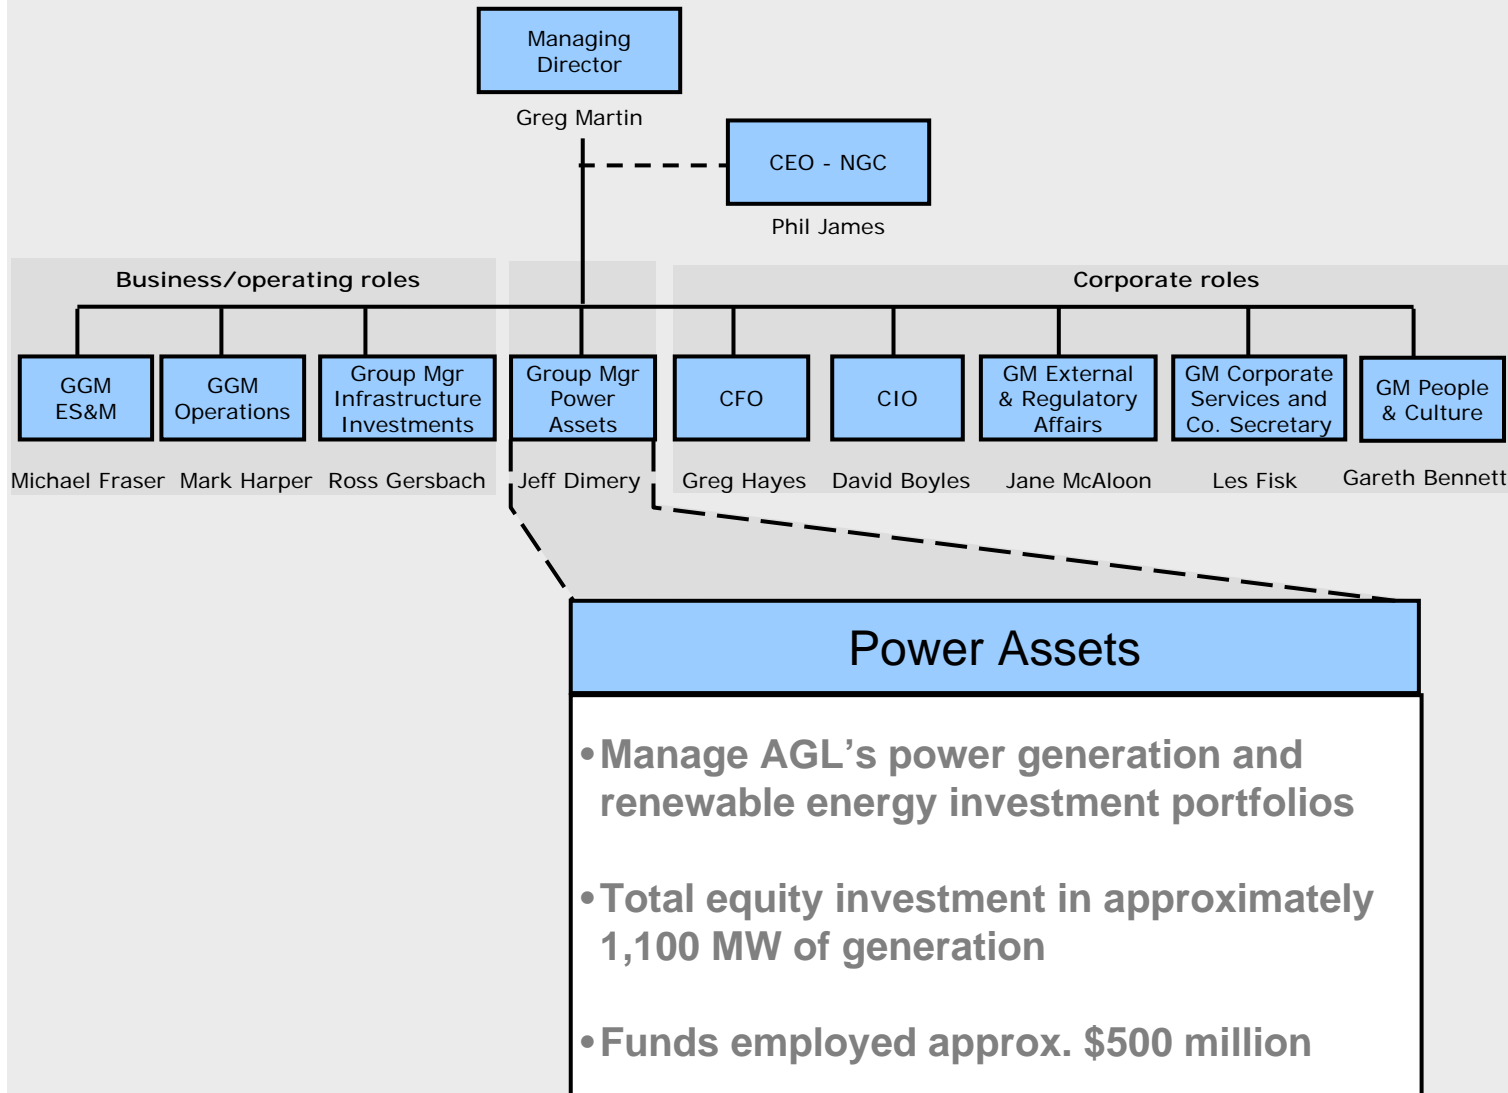 Managing
Director
Greg Martin
CEO - NGC
Phil James
Business/operating roles
Corporate roles
GGM
ES&M
GGM
Operations
Group Mgr
Infrastructure
Investments
Group Mgr
Power
Assets
CFO
CIO
GM External
& Regulatory
Affairs
GM Corporate
Services and
Co. Secretary
GM People
& Culture
Michael Fraser
Mark Harper
Ross Gersbach
Jeff Dimery
Greg Hayes
David Boyles
Jane McAloon
Les Fisk
Gareth Bennett
Power Assets
•Manage AGL’s power generation and
renewable energy investment portfolios
•Total equity investment in approximately
1,100 MW of generation
•Funds employed approx. $500 million